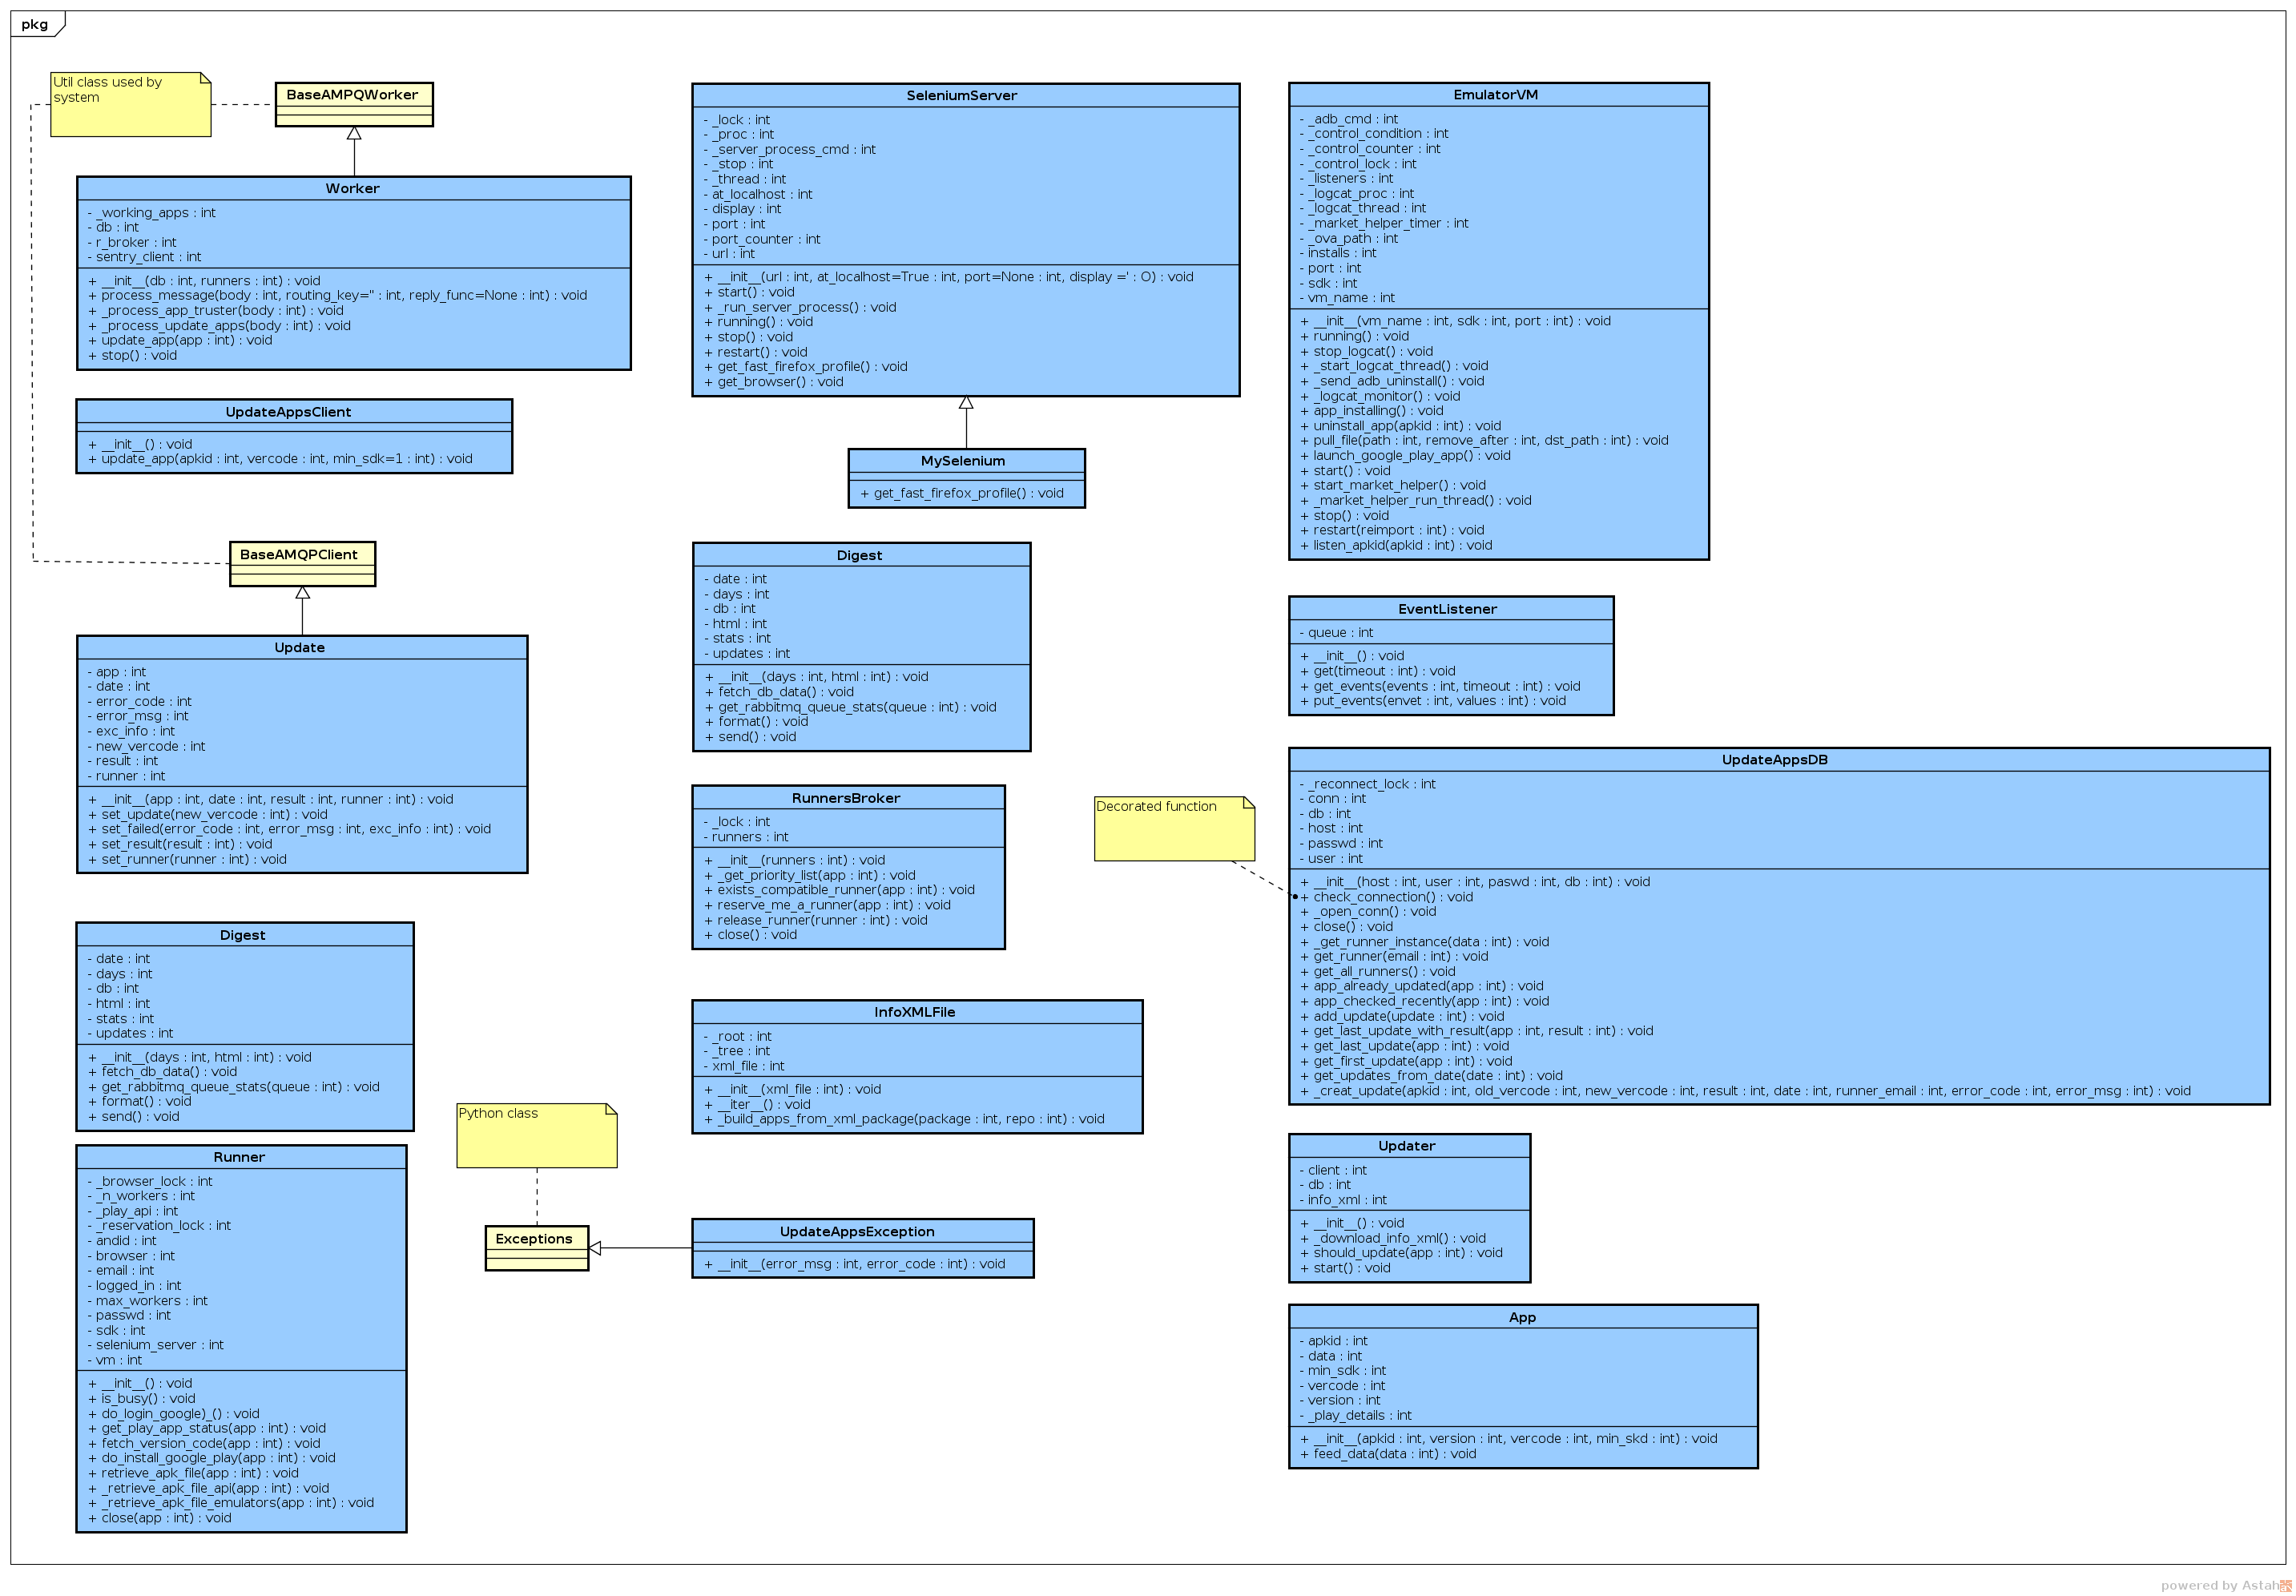 pkg
Util class used by
system
BaseAMPQWorker
Worker
- _working_apps : int
- db : int
- r_broker : int
- sentry_client : int
+ __init__(db : int, runners : int) : void
+ process_message(body : int, routing_key='' : int, reply_func=None : int) : void
+ _process_app_truster(body : int) : void
+ _process_update_apps(body : int) : void
+ update_app(app : int) : void
+ stop() : void
UpdateAppsClient
+ __init__() : void
+ update_app(apkid : int, vercode : int, min_sdk=1 : int) : void
BaseAMQPClient
Update
- app : int
- date : int
- error_code : int
- error_msg : int
- exc_info : int
- new_vercode : int
- result : int
- runner : int
+ __init__(app : int, date : int, result : int, runner : int) : void
+ set_update(new_vercode : int) : void
+ set_failed(error_code : int, error_msg : int, exc_info : int) : void
+ set_result(result : int) : void
+ set_runner(runner : int) : void
Digest
- date : int
- days : int
- db : int
- html : int
- stats : int
- updates : int
+ __init__(days : int, html : int) : void
+ fetch_db_data() : void
+ get_rabbitmq_queue_stats(queue : int) : void
+ format() : void
+ send() : void
Runner
- _browser_lock : int
- _n_workers : int
- _play_api : int
- _reservation_lock : int
- andid : int
- browser : int
- email : int
- logged_in : int
- max_workers : int
- passwd : int
- sdk : int
- selenium_server : int
- vm : int
+ __init__() : void
+ is_busy() : void
+ do_login_google)_() : void
+ get_play_app_status(app : int) : void
+ fetch_version_code(app : int) : void
+ do_install_google_play(app : int) : void
+ retrieve_apk_file(app : int) : void
+ _retrieve_apk_file_api(app : int) : void
+ _retrieve_apk_file_emulators(app : int) : void
+ close(app : int) : void
SeleniumServer
- _lock : int
- _proc : int
- _server_process_cmd : int
- _stop : int
- _thread : int
- at_localhost : int
- display : int
- port : int
- port_counter : int
- url : int
+ __init__(url : int, at_localhost=True : int, port=None : int, display =' : O) : void
+ start() : void
+ _run_server_process() : void
+ running() : void
+ stop() : void
+ restart() : void
+ get_fast_firefox_profile() : void
+ get_browser() : void
MySelenium
+ get_fast_firefox_profile() : void
Digest
- date : int
- days : int
- db : int
- html : int
- stats : int
- updates : int
+ __init__(days : int, html : int) : void
+ fetch_db_data() : void
+ get_rabbitmq_queue_stats(queue : int) : void
+ format() : void
+ send() : void
RunnersBroker
- _lock : int
- runners : int
+ __init__(runners : int) : void
+ _get_priority_list(app : int) : void
+ exists_compatible_runner(app : int) : void
+ reserve_me_a_runner(app : int) : void
+ release_runner(runner : int) : void
+ close() : void
InfoXMLFile
- _root : int
- _tree : int
- xml_file : int
+ __init__(xml_file : int) : void
+ __iter__() : void
+ _build_apps_from_xml_package(package : int, repo : int) : void
Python class
Exceptions
UpdateAppsException
+ __init__(error_msg : int, error_code : int) : void
EmulatorVM
- _adb_cmd : int
- _control_condition : int
- _control_counter : int
- _control_lock : int
- _listeners : int
- _logcat_proc : int
- _logcat_thread : int
- _market_helper_timer : int
- _ova_path : int
- installs : int
- port : int
- sdk : int
- vm_name : int
+ __init__(vm_name : int, sdk : int, port : int) : void
+ running() : void
+ stop_logcat() : void
+ _start_logcat_thread() : void
+ _send_adb_uninstall() : void
+ _logcat_monitor() : void
+ app_installing() : void
+ uninstall_app(apkid : int) : void
+ pull_file(path : int, remove_after : int, dst_path : int) : void
+ launch_google_play_app() : void
+ start() : void
+ start_market_helper() : void
+ _market_helper_run_thread() : void
+ stop() : void
+ restart(reimport : int) : void
+ listen_apkid(apkid : int) : void
EventListener
- queue : int
+ __init__() : void
+ get(timeout : int) : void
+ get_events(events : int, timeout : int) : void
+ put_events(envet : int, values : int) : void
Decorated function
UpdateAppsDB
- _reconnect_lock : int
- conn : int
- db : int
- host : int
- passwd : int
- user : int
+ __init__(host : int, user : int, paswd : int, db : int) : void
+ check_connection() : void
+ _open_conn() : void
+ close() : void
+ _get_runner_instance(data : int) : void
+ get_runner(email : int) : void
+ get_all_runners() : void
+ app_already_updated(app : int) : void
+ app_checked_recently(app : int) : void
+ add_update(update : int) : void
+ get_last_update_with_result(app : int, result : int) : void
+ get_last_update(app : int) : void
+ get_first_update(app : int) : void
+ get_updates_from_date(date : int) : void
+ _creat_update(apkid : int, old_vercode : int, new_vercode : int, result : int, date : int, runner_email : int, error_code : int, error_msg : int) : void
Updater
- client : int
- db : int
- info_xml : int
+ __init__() : void
+ _download_info_xml() : void
+ should_update(app : int) : void
+ start() : void
App
- apkid : int
- data : int
- min_sdk : int
- vercode : int
- version : int
- _play_details : int
+ __init__(apkid : int, version : int, vercode : int, min_skd : int) : void
+ feed_data(data : int) : void
powered by Astah